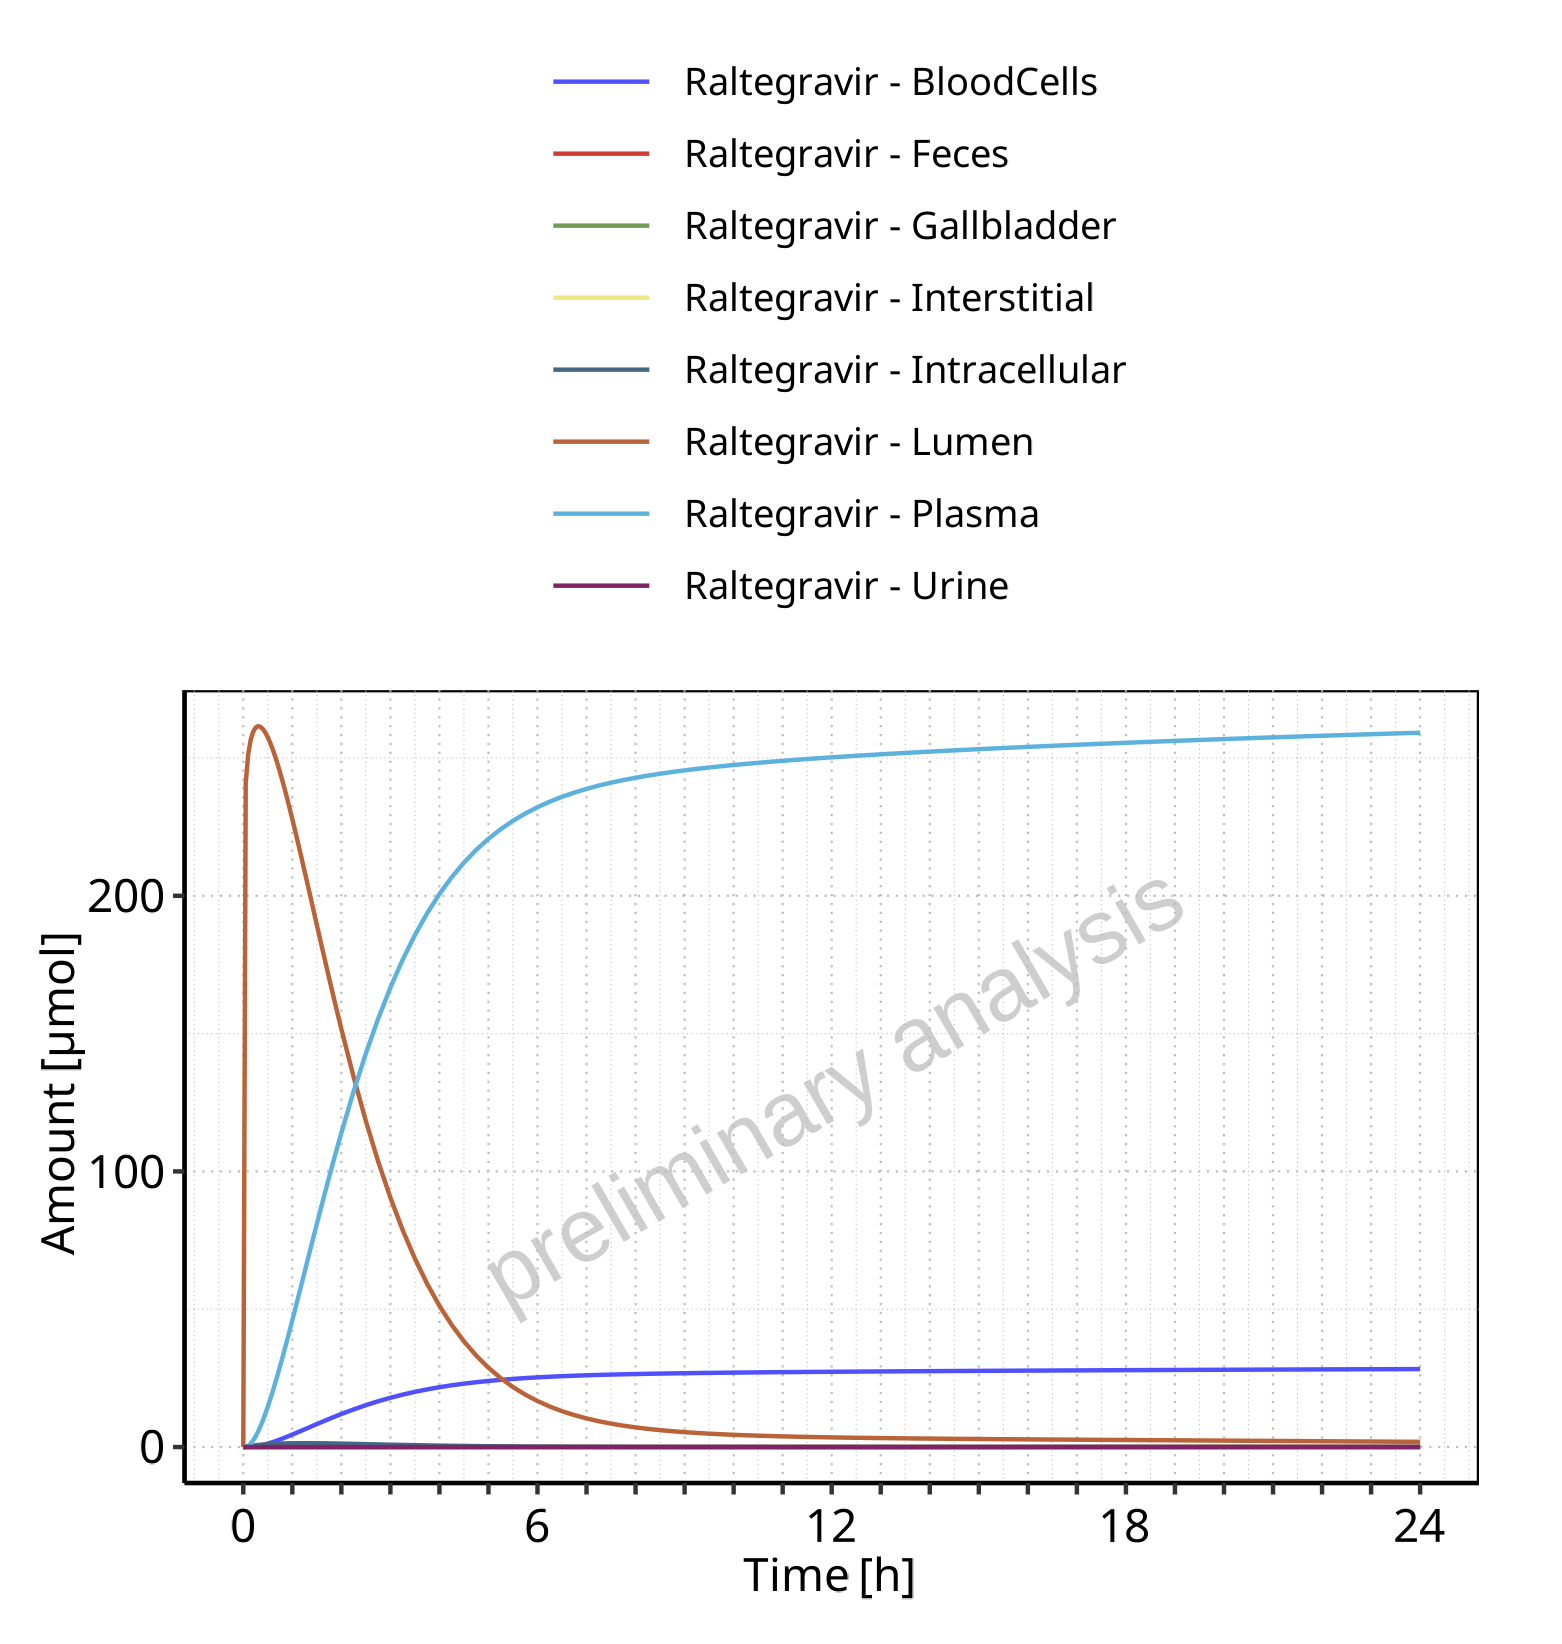 Raltegravir - BloodCells
Raltegravir - Feces
Raltegravir - Gallbladder
Raltegravir - Interstitial
Raltegravir - Intracellular
Raltegravir - Lumen
Raltegravir - Plasma
Raltegravir - Urine
200
100
0
Amount [µmol]
preliminary analysis
0 6 12 18 24
Time [h]